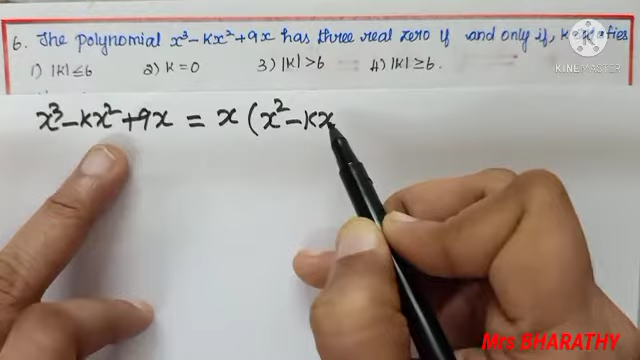 6. The polynomial x³ - kx² + 9x has three real zero if and only if, k
1) |k| ≤ 6 2) k = 0 3) |k| > 6 4) |k| ≥ 6.
x³ - kx² + 9x = x (x² - kx
KINEMASTER
Mrs BHARATHY